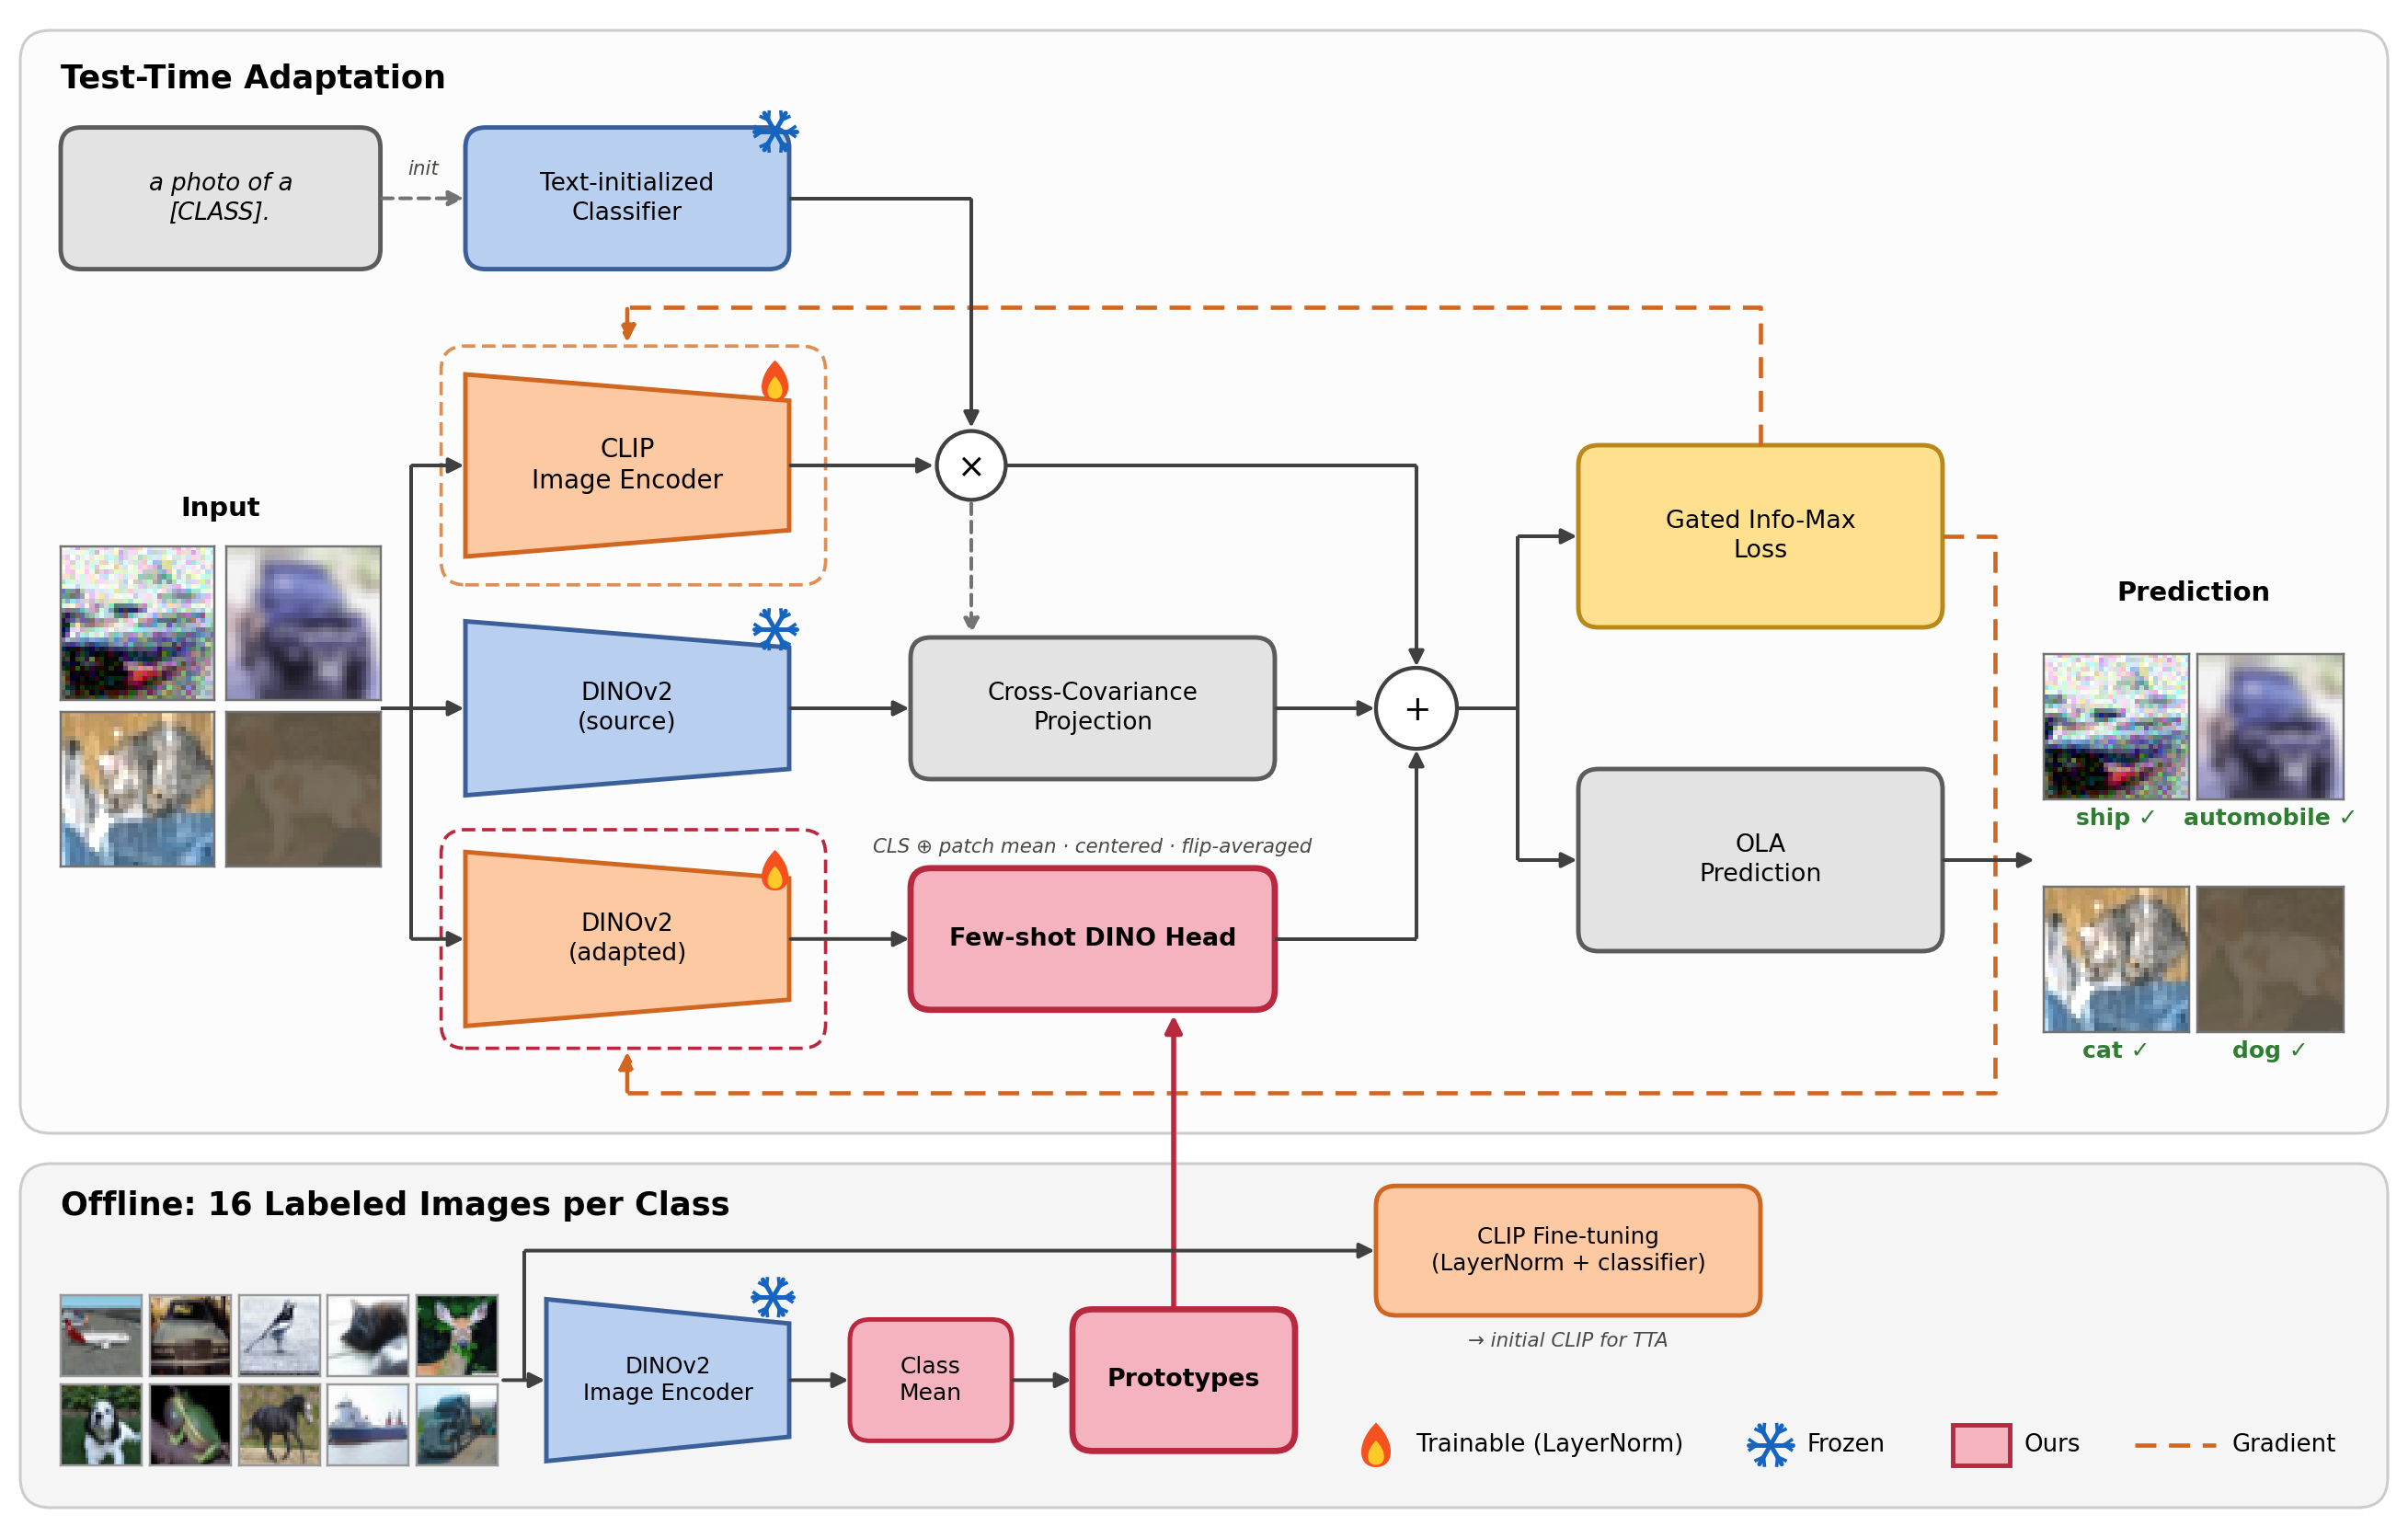 Test-Time Adaptation
a photo of a
[CLASS].
init
Text-initialized
Classifier
CLIP
Image Encoder
×
Input
DINOv2
(source)
Cross-Covariance
Projection
+
Gated Info-Max
Loss
Prediction
ship ✓
automobile ✓
CLS ⊕ patch mean · centered · flip-averaged
DINOv2
(adapted)
Few-shot DINO Head
OLA
Prediction
cat ✓
dog ✓
Offline: 16 Labeled Images per Class
CLIP Fine-tuning
(LayerNorm + classifier)
→ initial CLIP for TTA
DINOv2
Image Encoder
Class
Mean
Prototypes
Trainable (LayerNorm)
Frozen
Ours
Gradient